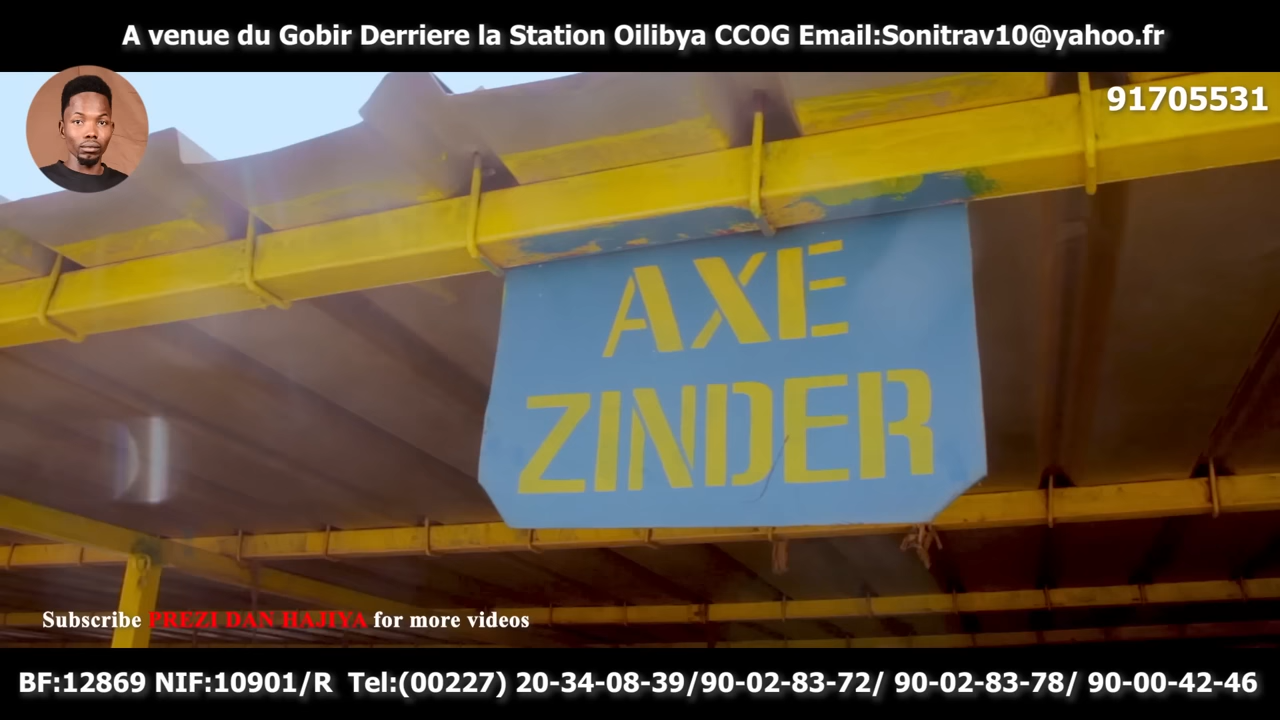 A venue du Gobir Derriere la Station Oilibya CCOG Email:Sonitrav10@yahoo.fr
91705531
AXE
ZINDER
Subscribe PREZI DAN HAJIYA for more videos
BF:12869 NIF:10901/R Tel:(00227) 20-34-08-39/90-02-83-72/ 90-02-83-78/ 90-00-42-46